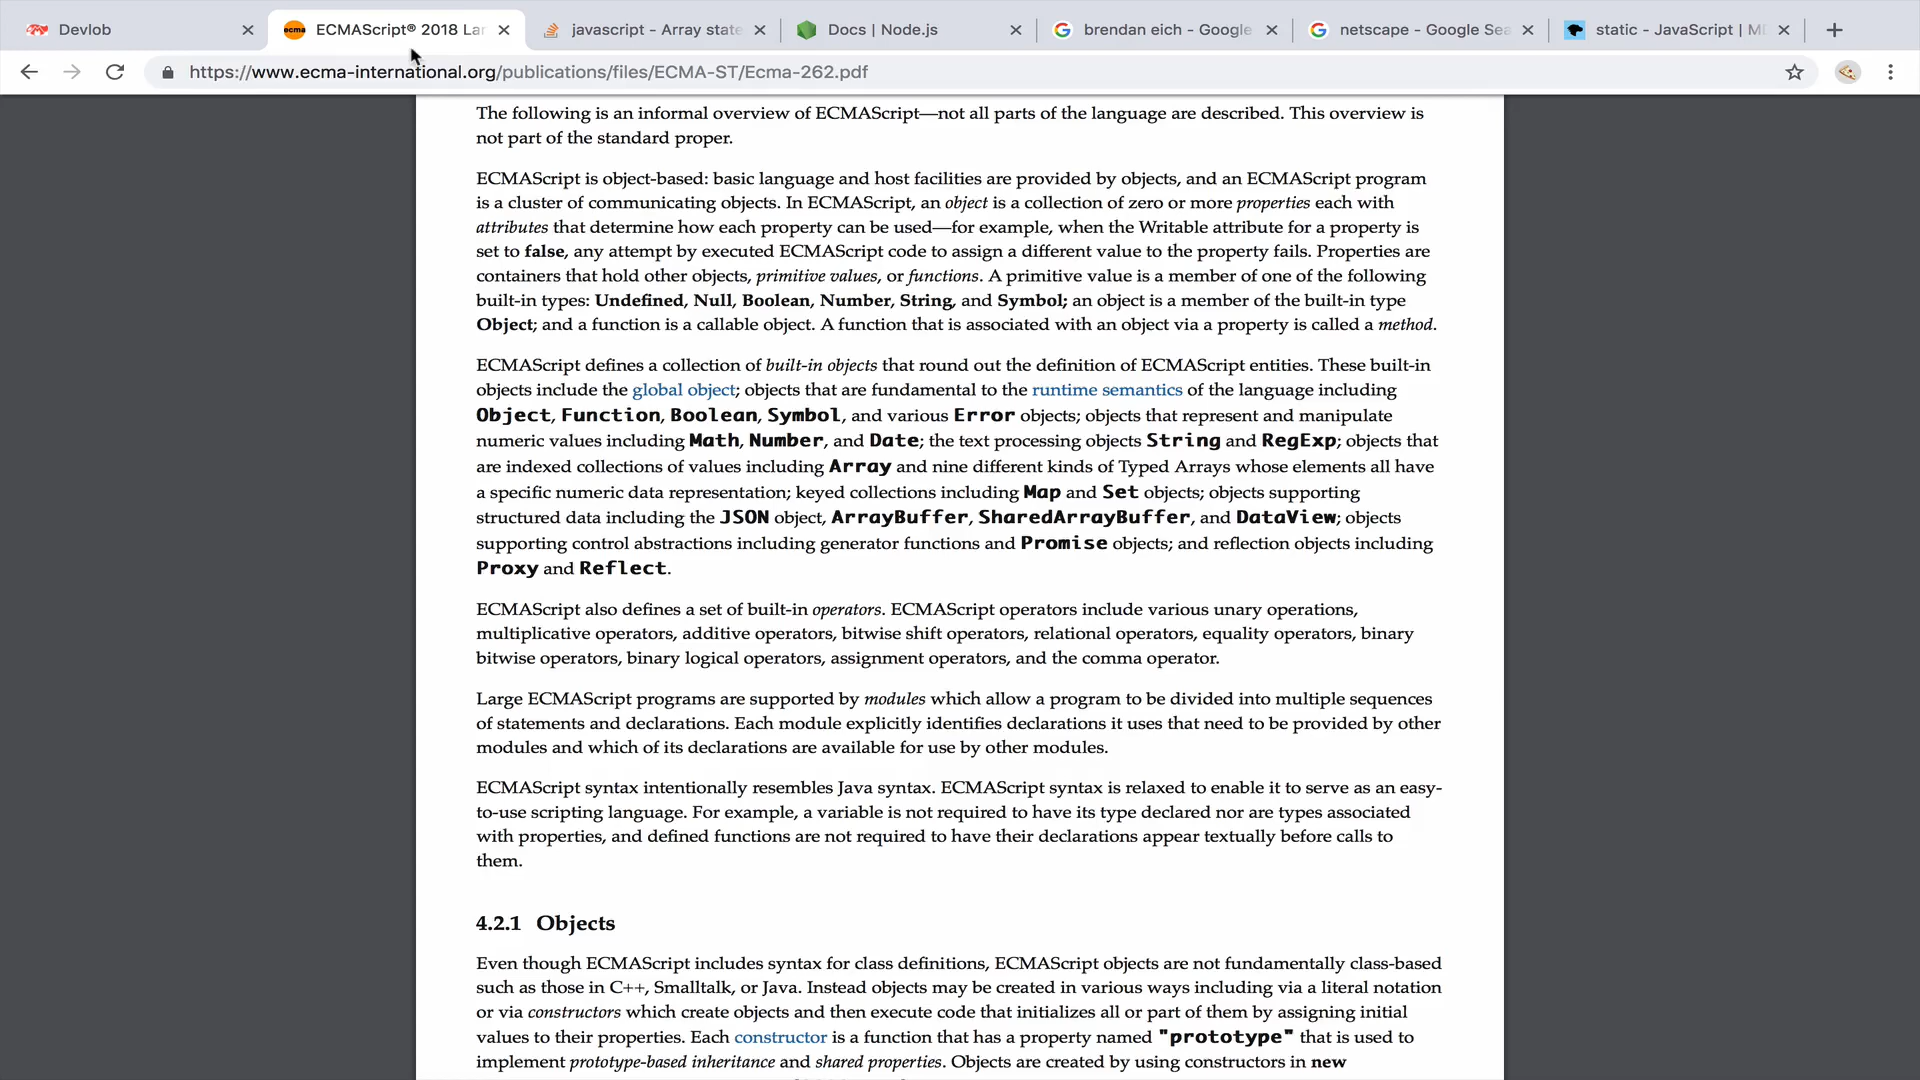 Devlob
ECMAScript® 2018 Lan
javascript - Array state
Docs | Node.js
brendan eich - Google
netscape - Google Sea
static - JavaScript | M
https://www.ecma-international.org/publications/files/ECMA-ST/Ecma-262.pdf
The following is an informal overview of ECMAScript—not all parts of the language are described. This overview is
not part of the standard proper.
ECMAScript is object-based: basic language and host facilities are provided by objects, and an ECMAScript program
is a cluster of communicating objects. In ECMAScript, an object is a collection of zero or more properties each with
attributes that determine how each property can be used—for example, when the Writable attribute for a property is
set to false, any attempt by executed ECMAScript code to assign a different value to the property fails. Properties are
containers that hold other objects, primitive values, or functions. A primitive value is a member of one of the following
built-in types: Undefined, Null, Boolean, Number, String, and Symbol; an object is a member of the built-in type
Object; and a function is a callable object. A function that is associated with an object via a property is called a method.
ECMAScript defines a collection of built-in objects that round out the definition of ECMAScript entities. These built-in
objects include the global object; objects that are fundamental to the runtime semantics of the language including
Object, Function, Boolean, Symbol, and various Error objects; objects that represent and manipulate
numeric values including Math, Number, and Date; the text processing objects String and RegExp; objects that
are indexed collections of values including Array and nine different kinds of Typed Arrays whose elements all have
a specific numeric data representation; keyed collections including Map and Set objects; objects supporting
structured data including the JSON object, ArrayBuffer, SharedArrayBuffer, and DataView; objects
supporting control abstractions including generator functions and Promise objects; and reflection objects including
Proxy and Reflect.
ECMAScript also defines a set of built-in operators. ECMAScript operators include various unary operations,
multiplicative operators, additive operators, bitwise shift operators, relational operators, equality operators, binary
bitwise operators, binary logical operators, assignment operators, and the comma operator.
Large ECMAScript programs are supported by modules which allow a program to be divided into multiple sequences
of statements and declarations. Each module explicitly identifies declarations it uses that need to be provided by other
modules and which of its declarations are available for use by other modules.
ECMAScript syntax intentionally resembles Java syntax. ECMAScript syntax is relaxed to enable it to serve as an easy-
to-use scripting language. For example, a variable is not required to have its type declared nor are types associated
with properties, and defined functions are not required to have their declarations appear textually before calls to
them.
4.2.1 Objects
Even though ECMAScript includes syntax for class definitions, ECMAScript objects are not fundamentally class-based
such as those in C++, Smalltalk, or Java. Instead objects may be created in various ways including via a literal notation
or via constructors which create objects and then execute code that initializes all or part of them by assigning initial
values to their properties. Each constructor is a function that has a property named "prototype" that is used to
implement prototype-based inheritance and shared properties. Objects are created by using constructors in new